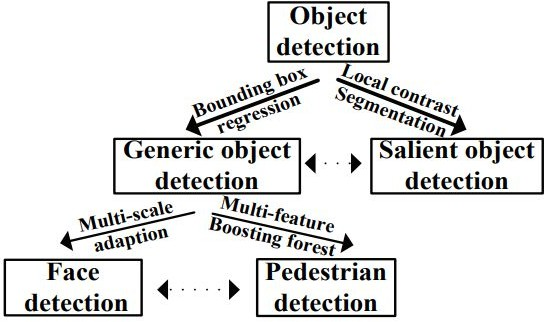 Object
detection
Bounding box
regression
Local contrast
Segmentation
Generic object
detection
Salient object
detection
Multi-scale
adaption
Multi-feature
Boosting forest
Face
detection
Pedestrian
detection